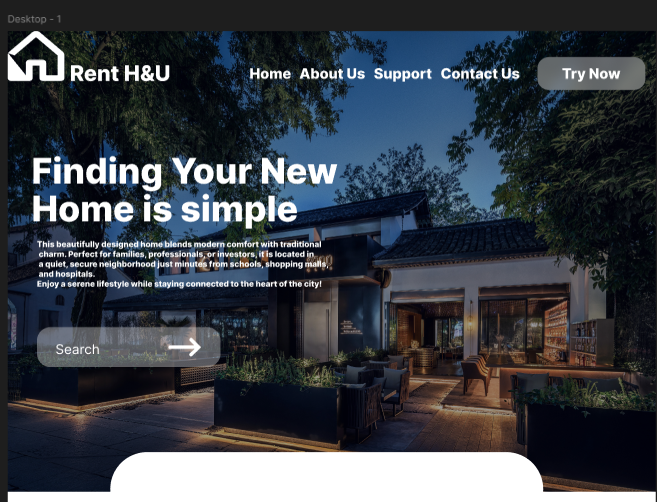 Desktop - 1
Rent H&U
Home About Us Support Contact Us Try Now
Finding Your New
Home is simple
This beautifully designed home blends modern comfort with traditional
charm. Perfect for families, professionals, or investors, it is located in
a quiet, secure neighborhood just minutes from schools, shopping malls,
and hospitals.
Enjoy a serene lifestyle while staying connected to the heart of the city!
Search